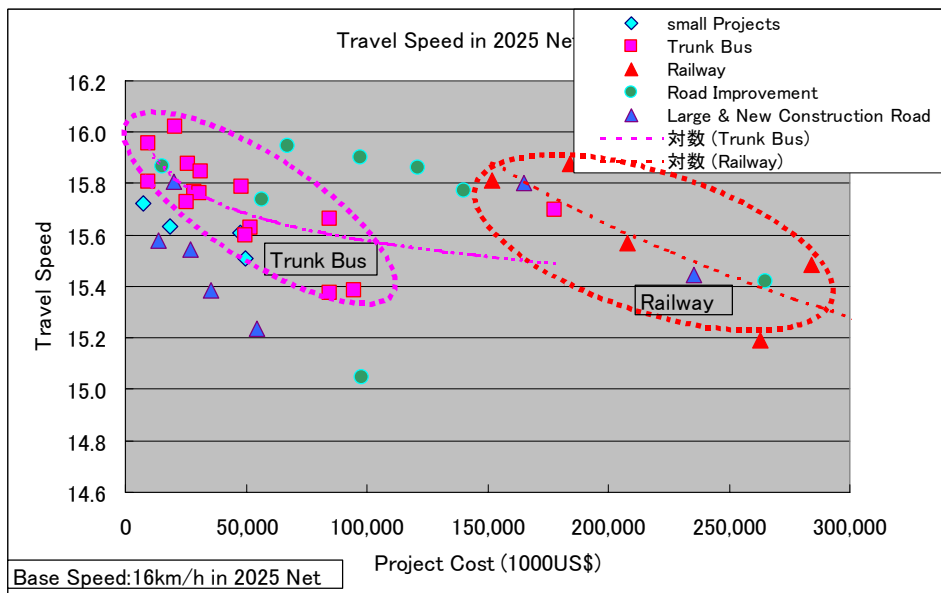 Travel Speed in 2025 Net
small Projects
Trunk Bus
Railway
Road Improvement
Large & New Construction Road
対数 (Trunk Bus)
対数 (Railway)
16.2
16.0
15.8
15.6
15.4
15.2
15.0
14.8
14.6
Travel Speed
Trunk Bus
Railway
0
50,000
100,000
150,000
200,000
250,000
300,000
Project Cost (1000US$)
Base Speed:16km/h in 2025 Net